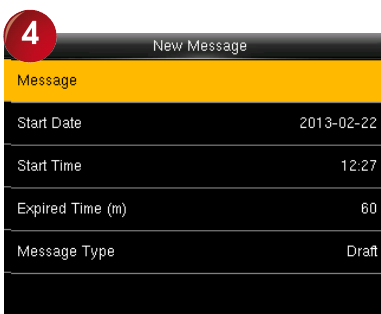 4
New Message
Message
Start Date 2013-02-22
Start Time 12:27
Expired Time (m) 60
Message Type Draft